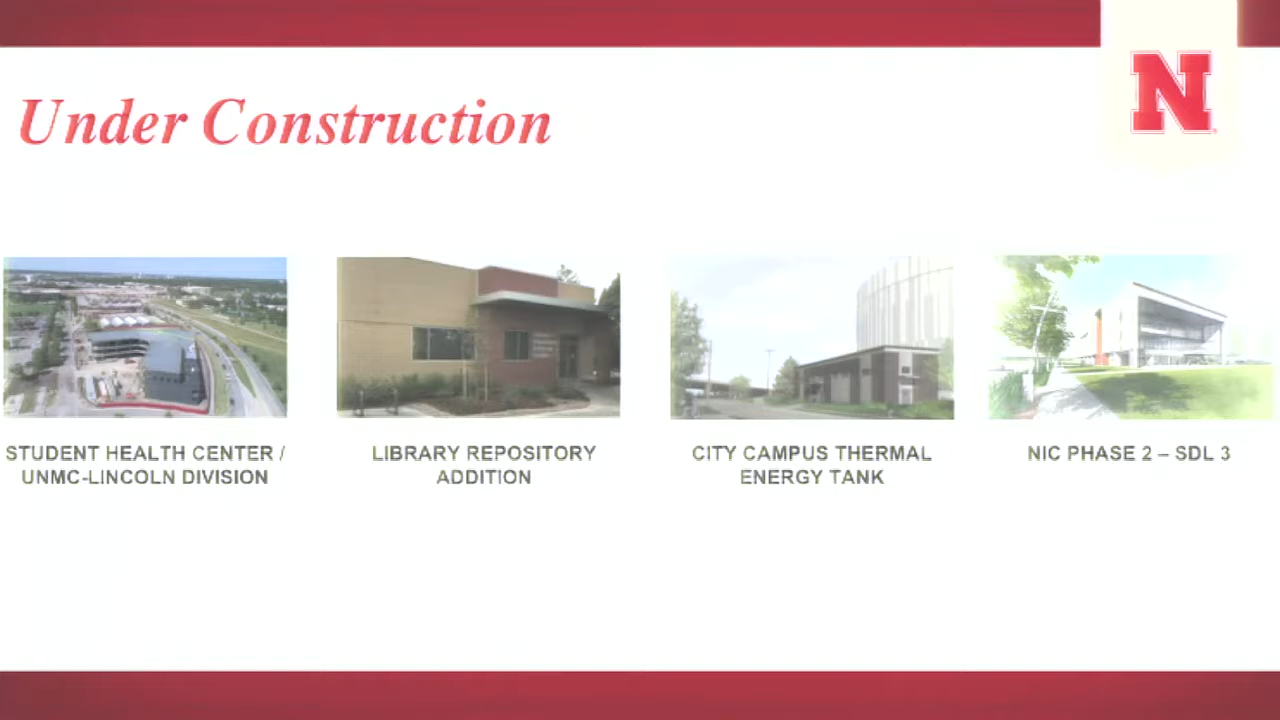 N
Under Construction
STUDENT HEALTH CENTER /
UNMC-LINCOLN DIVISION
LIBRARY REPOSITORY
ADDITION
CITY CAMPUS THERMAL
ENERGY TANK
NIC PHASE 2 – SDL 3